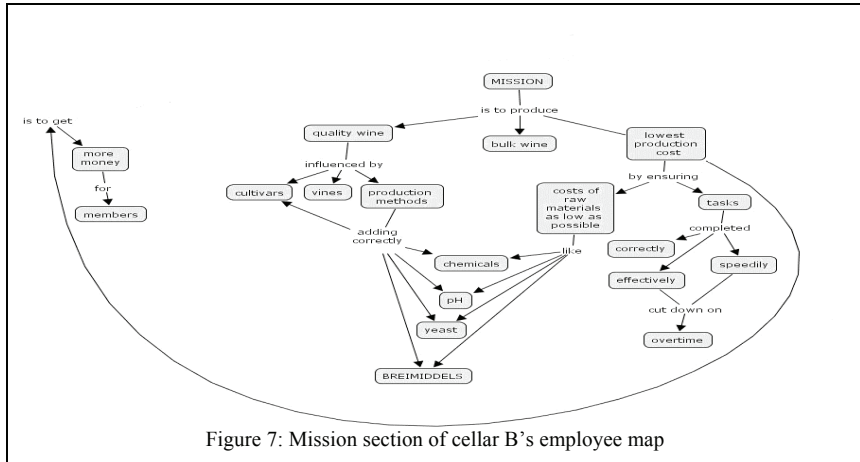 MISSION
is to produce
is to get
quality wine
bulk wine
lowest
production
cost
more
money
influenced by
by ensuring
for
cultivars
vines
production
methods
costs of
raw
materials
as low as
possible
tasks
members
completed
adding
correctly
like
correctly
chemicals
speedily
effectively
pH
cut down on
yeast
overtime
BREIMIDDELS
Figure 7: Mission section of cellar B’s employee map